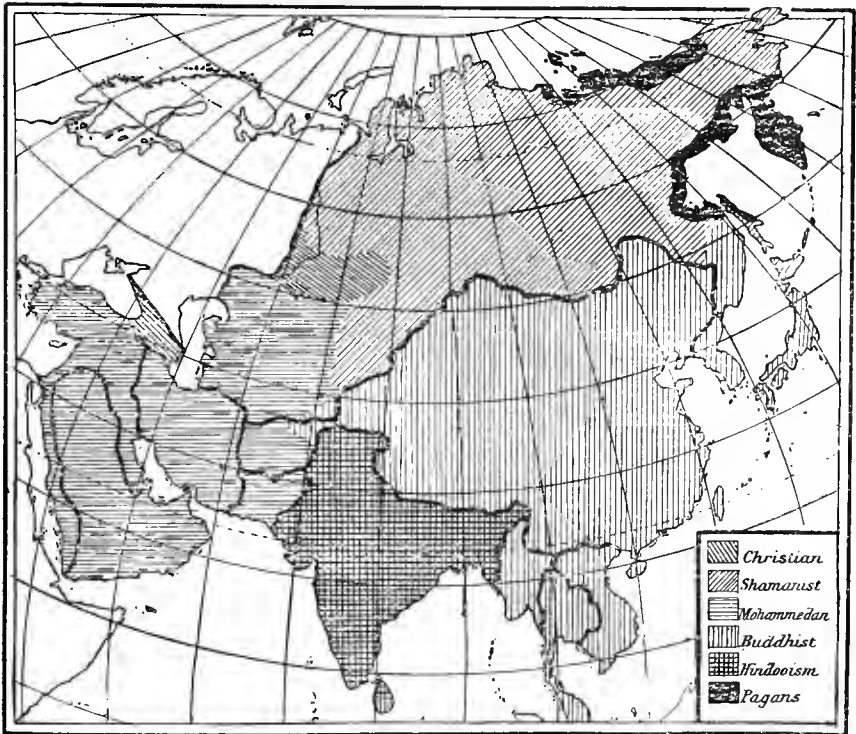 Christian
Shamanist
Mohammedan
Buddhist
Hindooism
Pagans